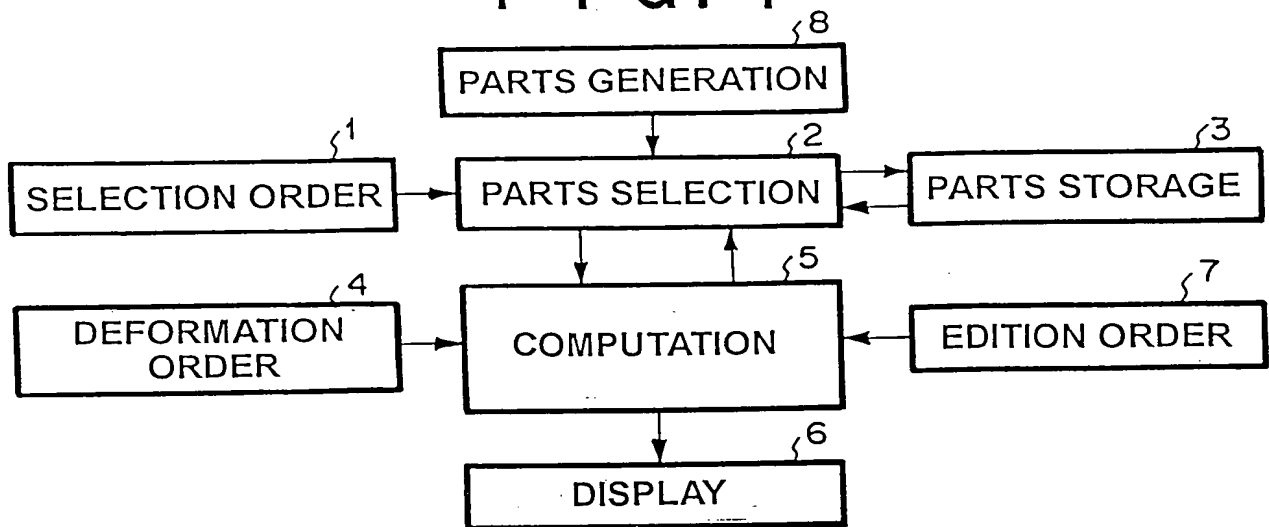 8
PARTS GENERATION
1
2
3
SELECTION ORDER
PARTS SELECTION
PARTS STORAGE
4
5
7
DEFORMATION
ORDER
COMPUTATION
EDITION ORDER
6
DISPLAY